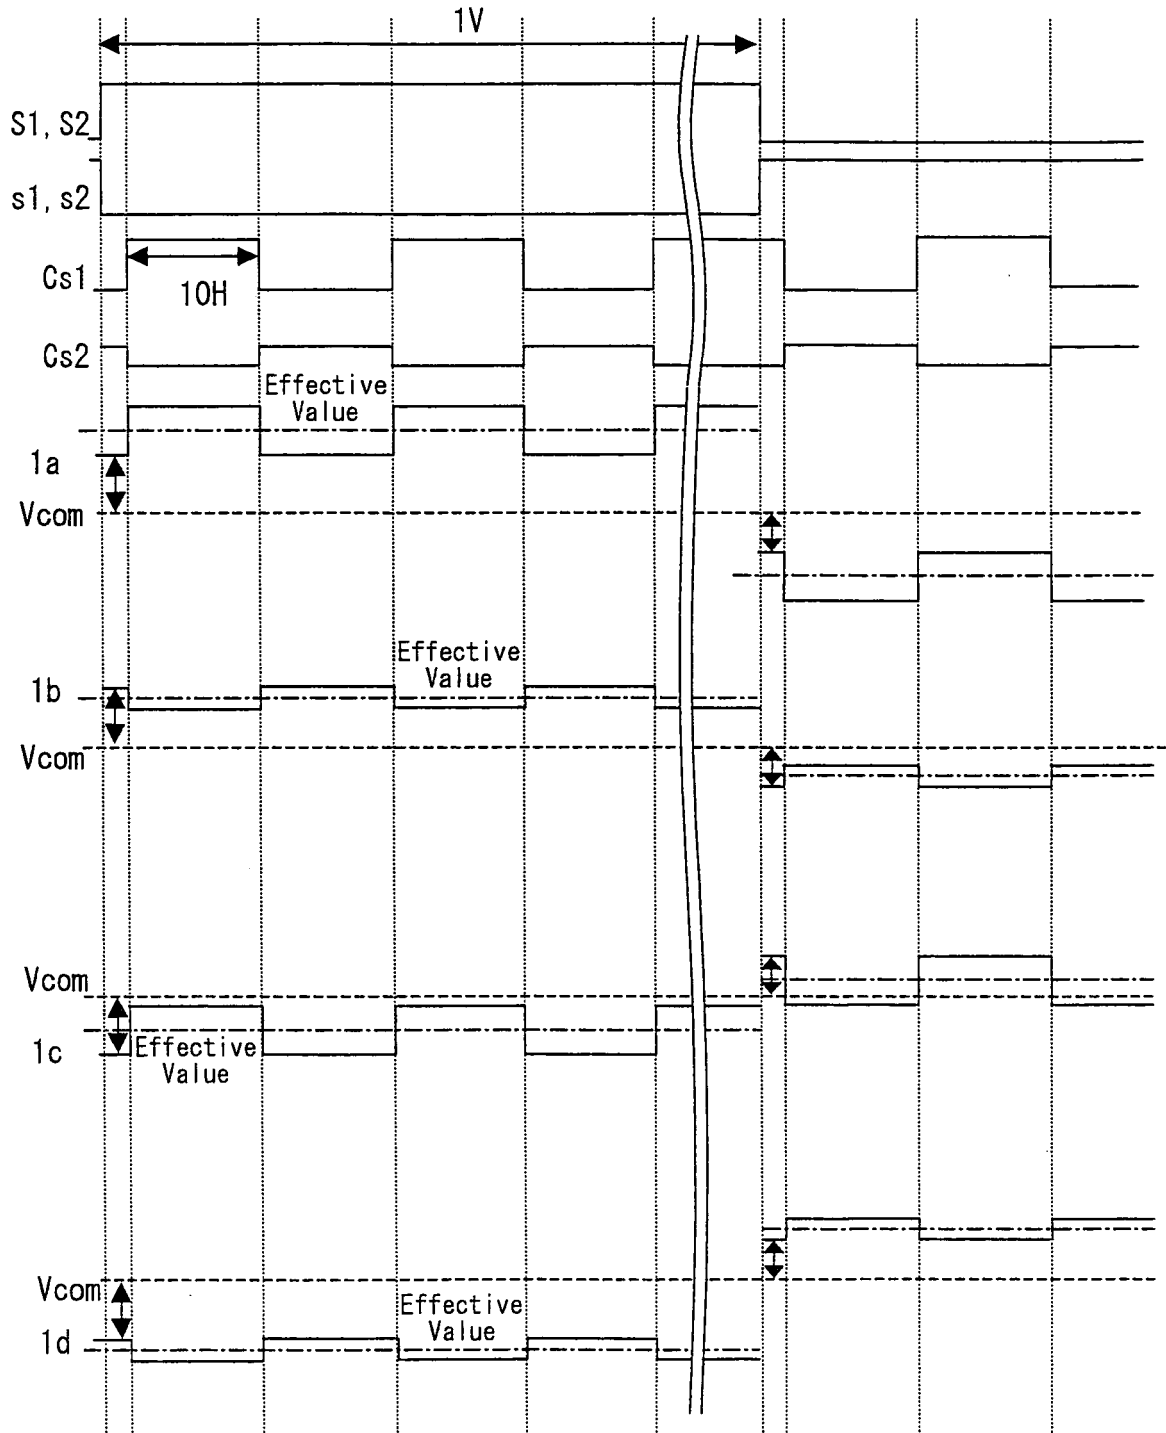 1V
S1, S2
s1, s2
Cs1
10H
Cs2
Effective
Value
1a
Vcom
Effective
Value
1b
Vcom
Vcom
1c
Effective
Value
Vcom
Effective
Value
1d